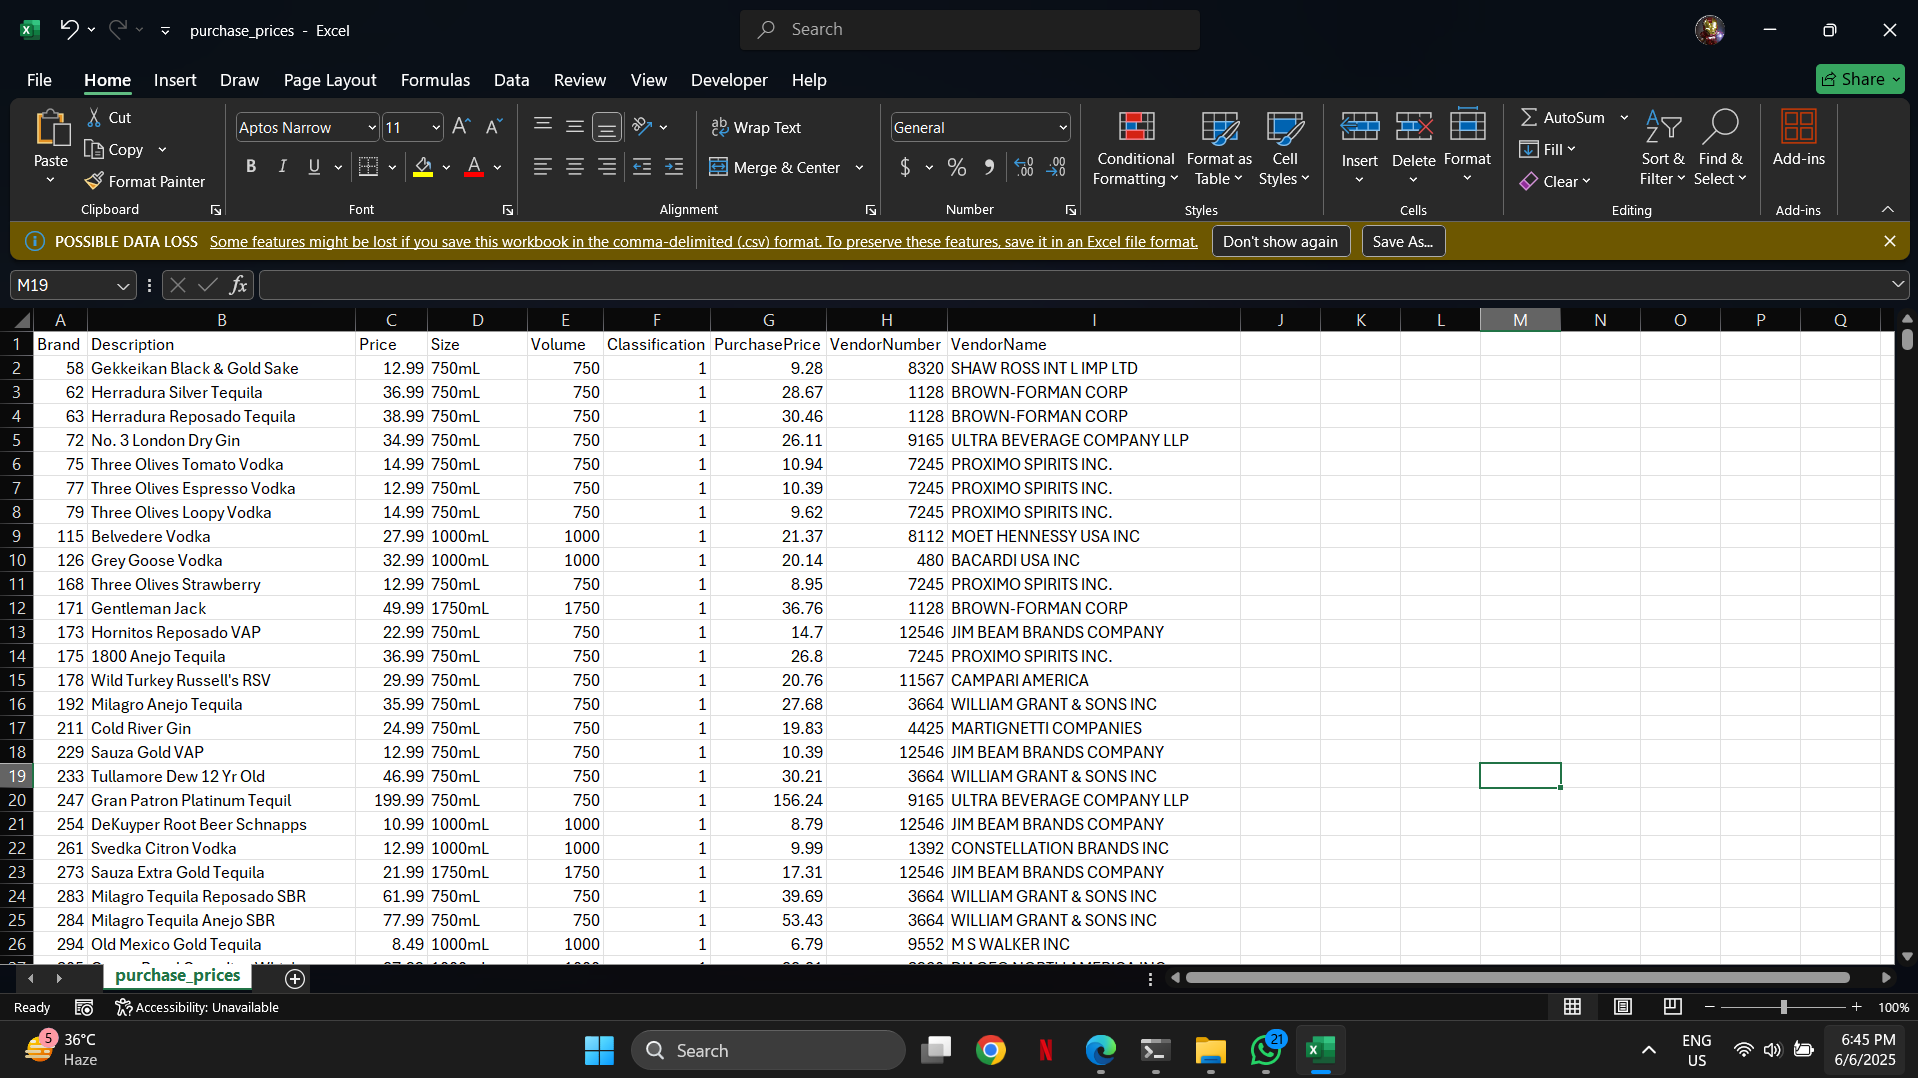 purchase_prices - Excel
Search
File Home Insert Draw Page Layout Formulas Data Review View Developer Help
Share
Paste
Cut
Copy
Format Painter
Clipboard
Aptos Narrow 11
B I U
Font
Wrap Text
Merge & Center
Alignment
General
$ % 9
Number
Conditional Formatting
Format as Table
Cell Styles
Styles
Insert Delete Format
Cells
AutoSum
Fill
Clear
Sort & Filter
Find & Select
Editing
Add-ins
Add-ins
POSSIBLE DATA LOSS Some features might be lost if you save this workbook in the comma-delimited (.csv) format. To preserve these features, save it in an Excel file format. Don't show again Save As...
M19 fx
A B C D E F G H I J K L M N O P Q
1 Brand Description Price Size Volume Classification PurchasePrice VendorNumber VendorName
2 58 Gekkeikan Black & Gold Sake 12.99 750mL 750 1 9.28 8320 SHAW ROSS INT L IMP LTD
3 62 Herradura Silver Tequila 36.99 750mL 750 1 28.67 1128 BROWN-FORMAN CORP
4 63 Herradura Reposado Tequila 38.99 750mL 750 1 30.46 1128 BROWN-FORMAN CORP
5 72 No. 3 London Dry Gin 34.99 750mL 750 1 26.11 9165 ULTRA BEVERAGE COMPANY LLP
6 75 Three Olives Tomato Vodka 14.99 750mL 750 1 10.94 7245 PROXIMO SPIRITS INC.
7 77 Three Olives Espresso Vodka 12.99 750mL 750 1 10.39 7245 PROXIMO SPIRITS INC.
8 79 Three Olives Loopy Vodka 14.99 750mL 750 1 9.62 7245 PROXIMO SPIRITS INC.
9 115 Belvedere Vodka 27.99 1000mL 1000 1 21.37 8112 MOET HENNESSY USA INC
10 126 Grey Goose Vodka 32.99 1000mL 1000 1 20.14 480 BACARDI USA INC
11 168 Three Olives Strawberry 12.99 750mL 750 1 8.95 7245 PROXIMO SPIRITS INC.
12 171 Gentleman Jack 49.99 1750mL 1750 1 36.76 1128 BROWN-FORMAN CORP
13 173 Hornitos Reposado VAP 22.99 750mL 750 1 14.7 12546 JIM BEAM BRANDS COMPANY
14 175 1800 Anejo Tequila 36.99 750mL 750 1 26.8 7245 PROXIMO SPIRITS INC.
15 178 Wild Turkey Russell's RSV 29.99 750mL 750 1 20.76 11567 CAMPARI AMERICA
16 192 Milagro Anejo Tequila 35.99 750mL 750 1 27.68 3664 WILLIAM GRANT & SONS INC
17 211 Cold River Gin 24.99 750mL 750 1 19.83 4425 MARTIGNETTI COMPANIES
18 229 Sauza Gold VAP 12.99 750mL 750 1 10.39 12546 JIM BEAM BRANDS COMPANY
19 233 Tullamore Dew 12 Yr Old 46.99 750mL 750 1 30.21 3664 WILLIAM GRANT & SONS INC
20 247 Gran Patron Platinum Tequil 199.99 750mL 750 1 156.24 9165 ULTRA BEVERAGE COMPANY LLP
21 254 DeKuyper Root Beer Schnapps 10.99 1000mL 1000 1 8.79 12546 JIM BEAM BRANDS COMPANY
22 261 Svedka Citron Vodka 12.99 1000mL 1000 1 9.99 1392 CONSTELLATION BRANDS INC
23 273 Sauza Extra Gold Tequila 21.99 1750mL 1750 1 17.31 12546 JIM BEAM BRANDS COMPANY
24 283 Milagro Tequila Reposado SBR 61.99 750mL 750 1 39.69 3664 WILLIAM GRANT & SONS INC
25 284 Milagro Tequila Anejo SBR 77.99 750mL 750 1 53.43 3664 WILLIAM GRANT & SONS INC
26 294 Old Mexico Gold Tequila 8.49 1000mL 1000 1 6.79 9552 M S WALKER INC
purchase_prices
Ready Accessibility: Unavailable 100%
5 36°C
Haze
Search
21
ENG
US
6:45 PM
6/6/2025